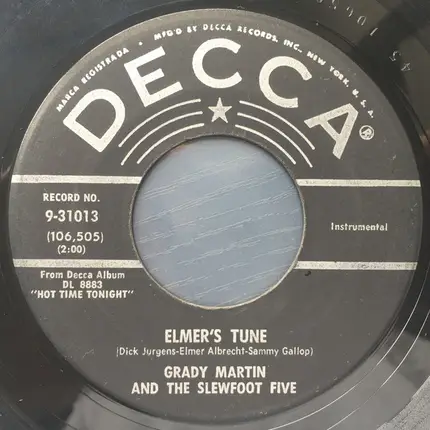 MARCA REGISTRADA • MFG'D BY DECCA RECORDS, INC., NEW YORK, U.S.A.
DECCA
®
RECORD NO.
9-31013
(106,505)
(2:00)
Instrumental
From Decca Album
DL 8883
"HOT TIME TONIGHT"
ELMER'S TUNE
(Dick Jurgens-Elmer Albrecht-Sammy Gallop)
GRADY MARTIN
AND THE SLEWFOOT FIVE